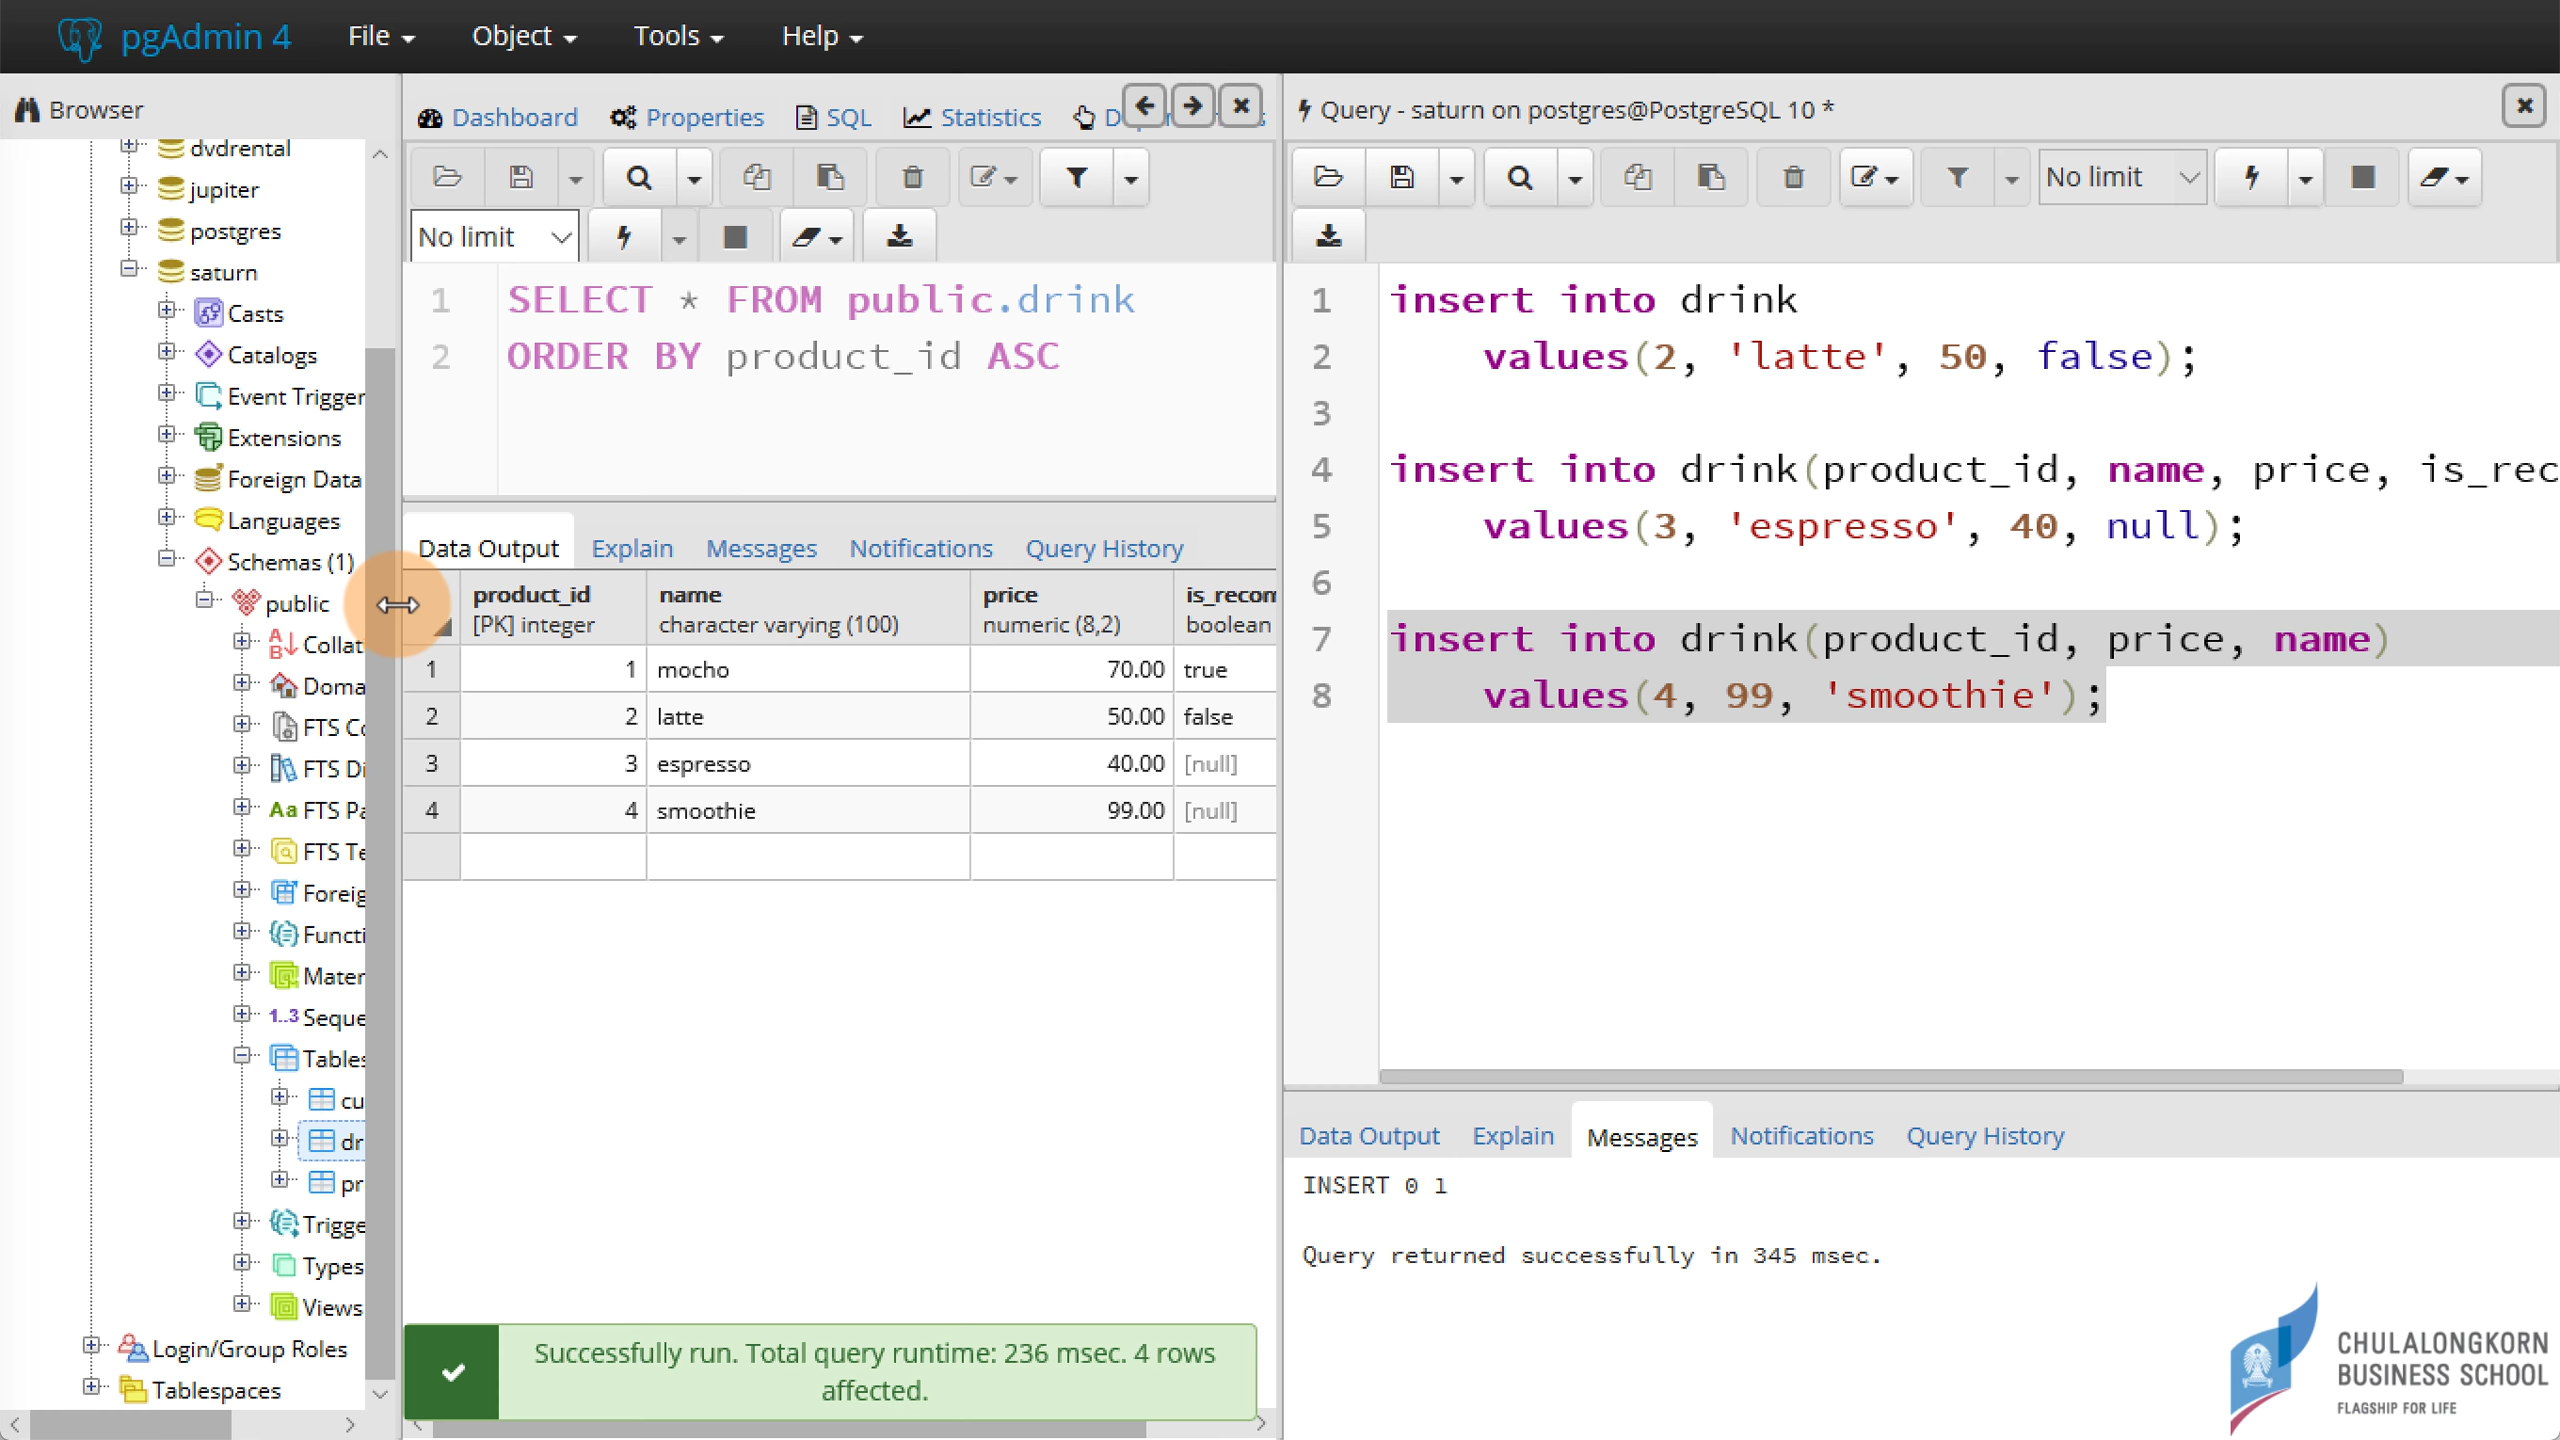 pgAdmin 4 File Object Tools Help
Browser
dvdrental
jupiter
postgres
saturn
Casts
Catalogs
Event Trigger
Extensions
Foreign Data
Languages
Schemas (1)
public
Collat
Doma
FTS Co
FTS Di
Aa FTS Pa
FTS Te
Foreig
Functi
Mater
1..3 Seque
Tables
cu
dr
pr
Trigge
Types
Views
Login/Group Roles
Tablespaces
Dashboard Properties SQL Statistics
No limit
1 SELECT * FROM public.drink
2 ORDER BY product_id ASC
Data Output Explain Messages Notifications Query History
product_id name price is_recom
[PK] integer character varying (100) numeric (8,2) boolean
1 1 mocho 70.00 true
2 2 latte 50.00 false
3 3 espresso 40.00 [null]
4 4 smoothie 99.00 [null]
Successfully run. Total query runtime: 236 msec. 4 rows
affected.
Query - saturn on postgres@PostgreSQL 10 *
No limit
1 insert into drink
2 values(2, 'latte', 50, false);
3
4 insert into drink(product_id, name, price, is_rec
5 values(3, 'espresso', 40, null);
6
7 insert into drink(product_id, price, name)
8 values(4, 99, 'smoothie');
Data Output Explain Messages Notifications Query History
INSERT 0 1
Query returned successfully in 345 msec.
CHULALONGKORN
BUSINESS SCHOOL
FLAGSHIP FOR LIFE